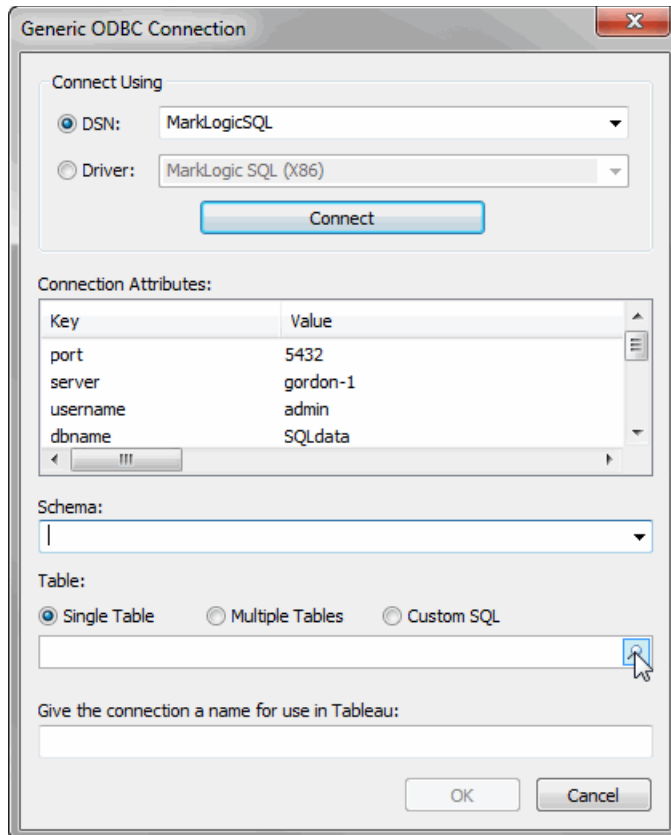 Generic ODBC Connection
Connect Using
DSN: MarkLogicSQL
Driver: MarkLogic SQL (X86)
Connect
Connection Attributes:
Key Value
port 5432
server gordon-1
username admin
dbname SQLdata
Schema:
Table:
Single Table Multiple Tables Custom SQL
Give the connection a name for use in Tableau:
OK Cancel